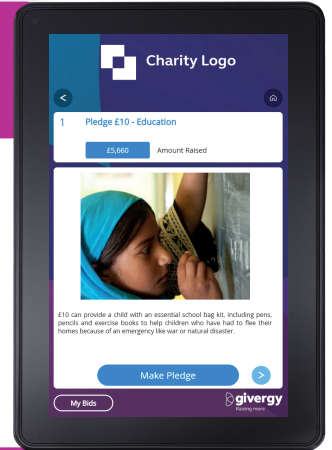 Charity Logo
1 Pledge £10 - Education
£5,660 Amount Raised
£10 can provide a child with an essential school bag kit, including pens,
pencils and exercise books to help children who have had to flee their
homes because of an emergency like war or natural disaster.
Make Pledge
My Bids
givergy
Raising more